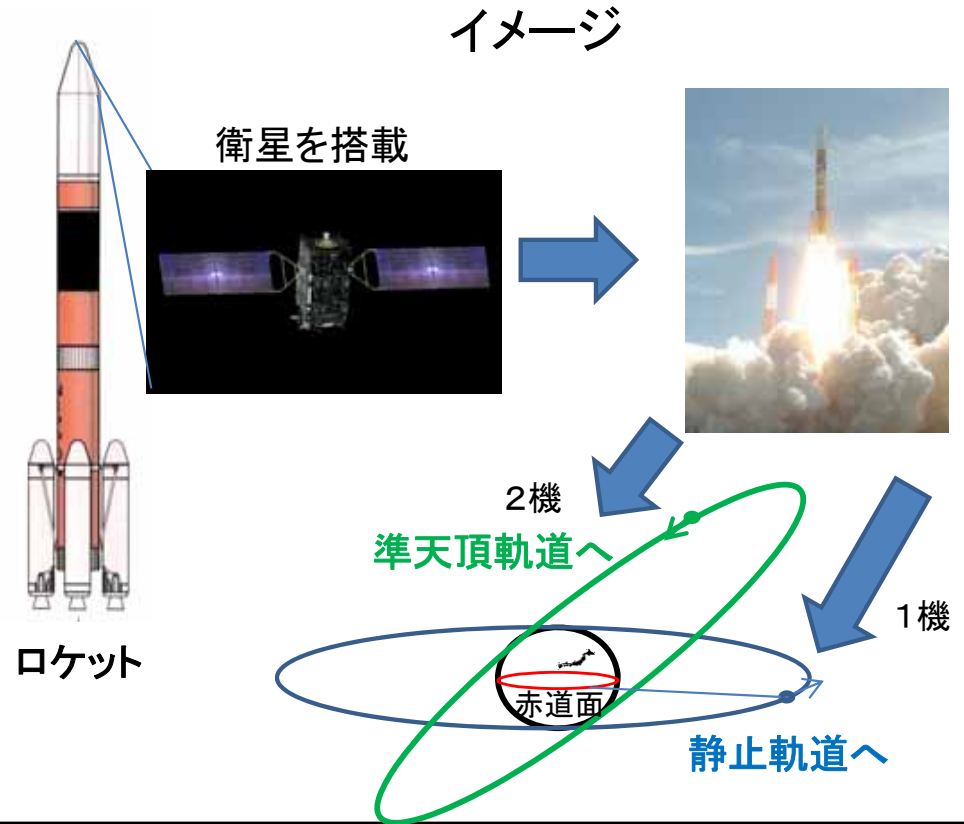 イメージ
衛星を搭載
2機
準天頂軌道へ
1機
ロケット
赤道面
静止軌道へ